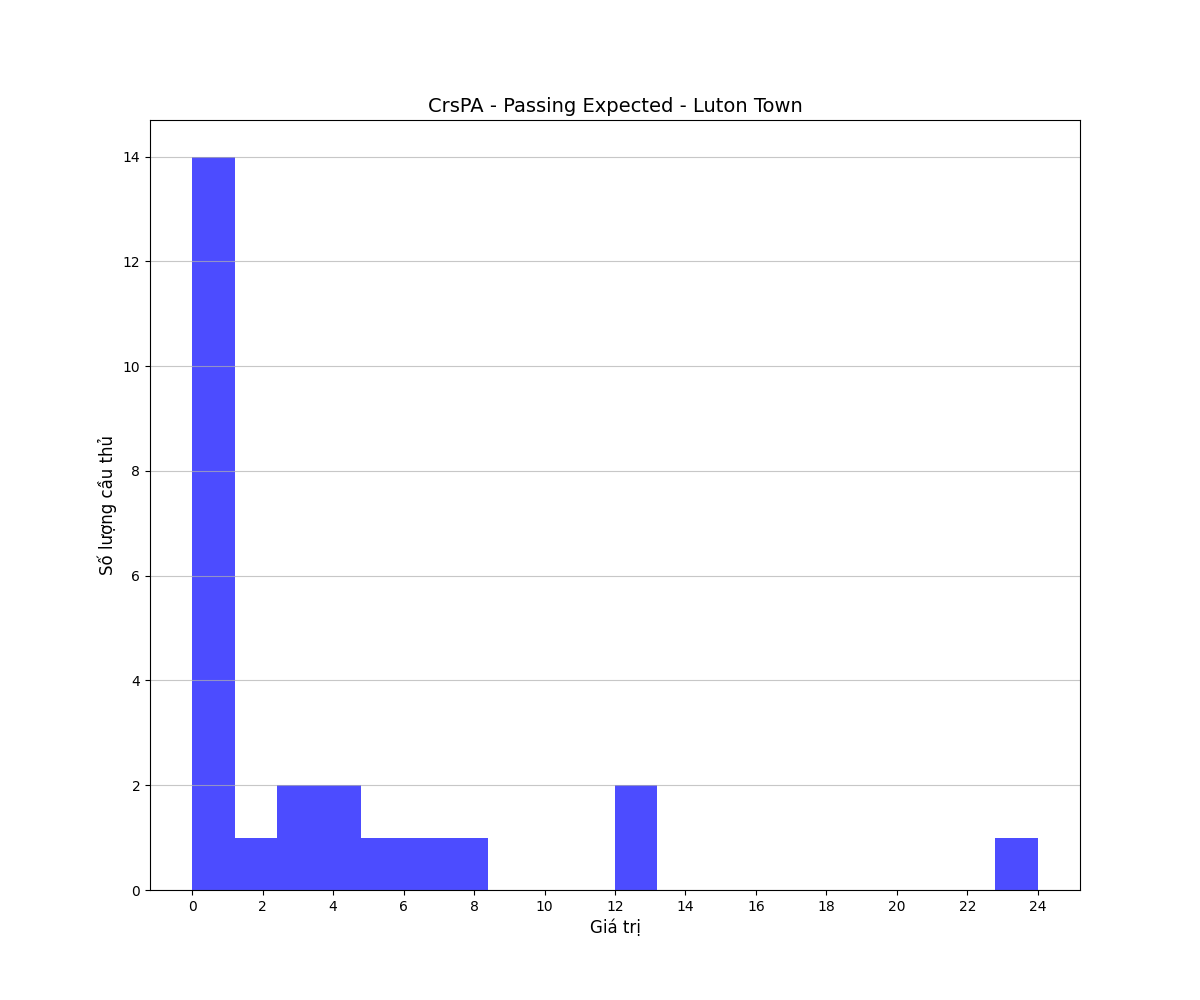 CrsPA - Passing Expected - Luton Town
14
12
10
8
6
4
2
0
Số lượng cầu thủ
0 2 4 6 8 10 12 14 16 18 20 22 24
Giá trị